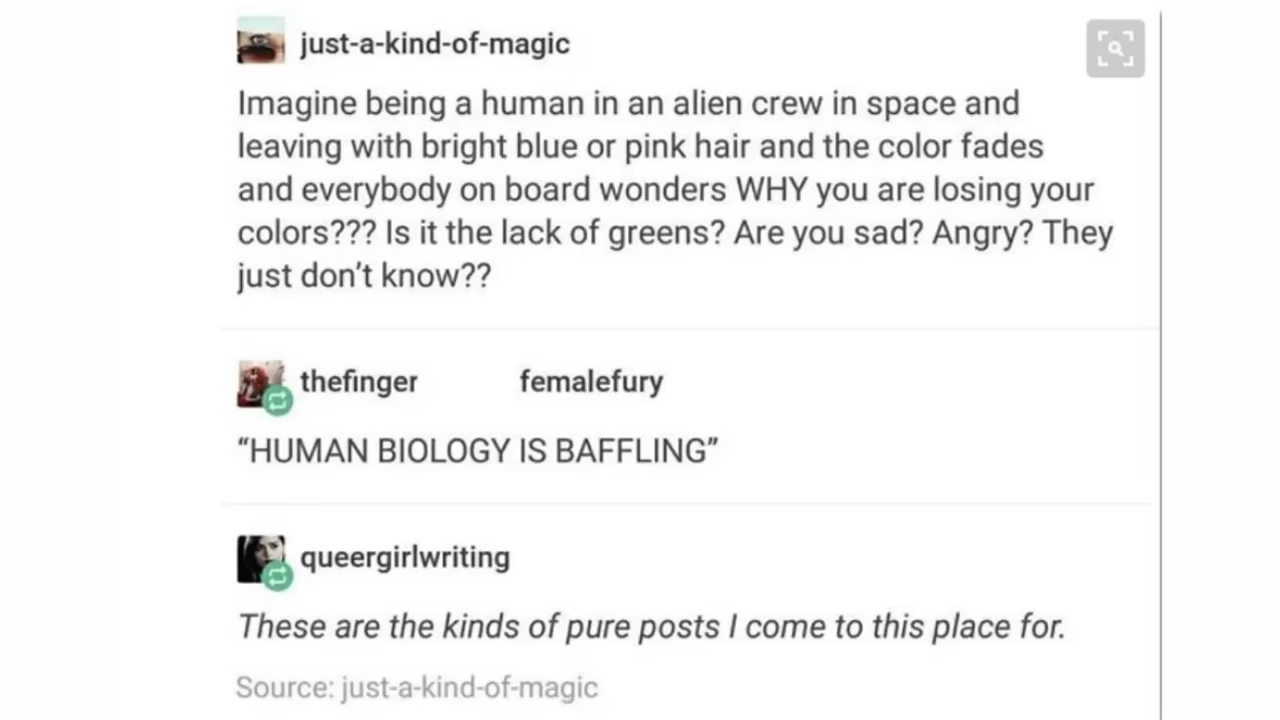 just-a-kind-of-magic
Imagine being a human in an alien crew in space and
leaving with bright blue or pink hair and the color fades
and everybody on board wonders WHY you are losing your
colors??? Is it the lack of greens? Are you sad? Angry? They
just don't know??
thefinger femalefury
“HUMAN BIOLOGY IS BAFFLING”
queergirlwriting
These are the kinds of pure posts I come to this place for.
Source: just-a-kind-of-magic